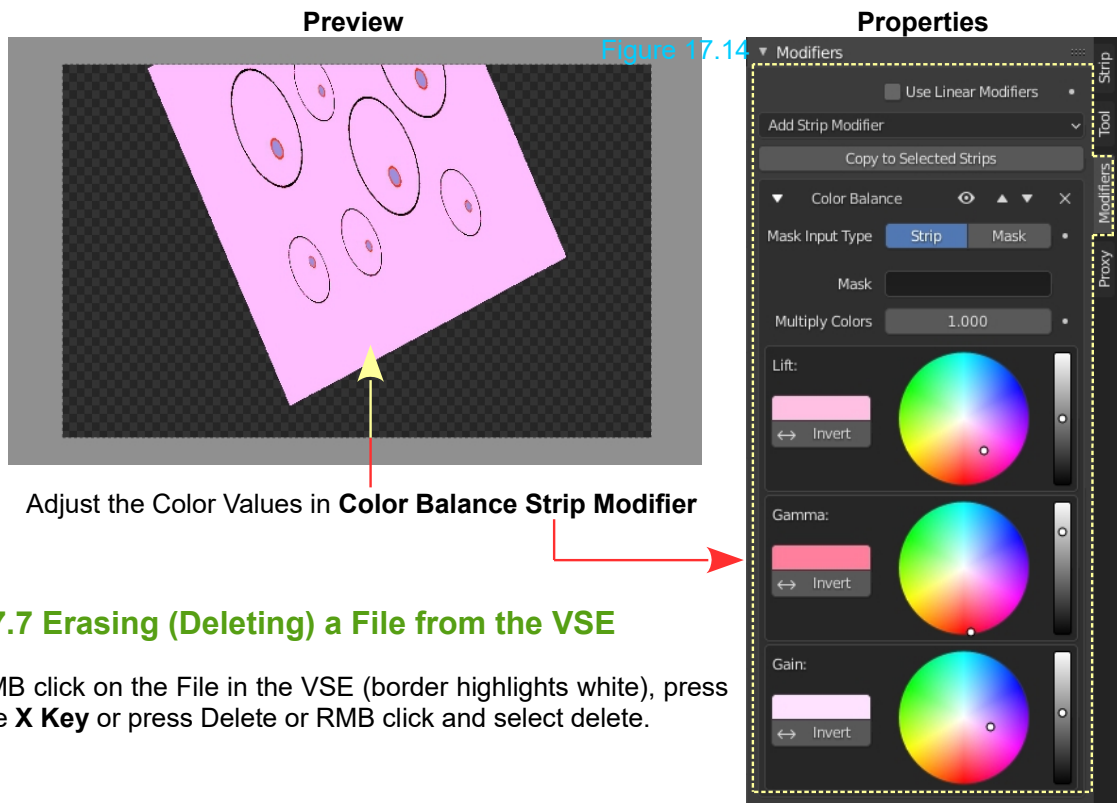 Preview
Properties
Figure 17.14
Modifiers
Strip
Tool
Modifiers
Proxy
Use Linear Modifiers
Add Strip Modifier
Copy to Selected Strips
Color Balance
Mask Input Type Strip Mask
Mask
Multiply Colors 1.000
Lift:
Invert
Gamma:
Invert
Gain:
Invert
Adjust the Color Values in Color Balance Strip Modifier
7.7 Erasing (Deleting) a File from the VSE
MB click on the File in the VSE (border highlights white), press
e X Key or press Delete or RMB click and select delete.